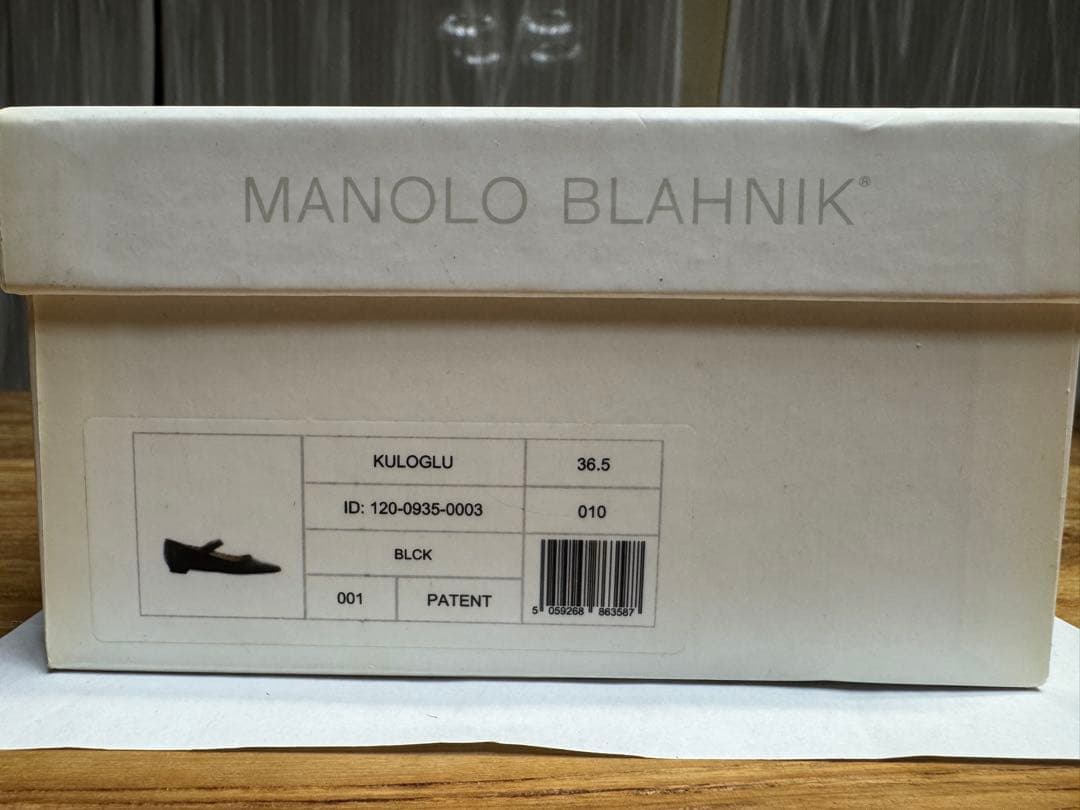 MANOLO BLAHNIK®
KULOGLU
36.5
ID: 120-0935-0003
010
BLCK
001
PATENT
5 059268 863587